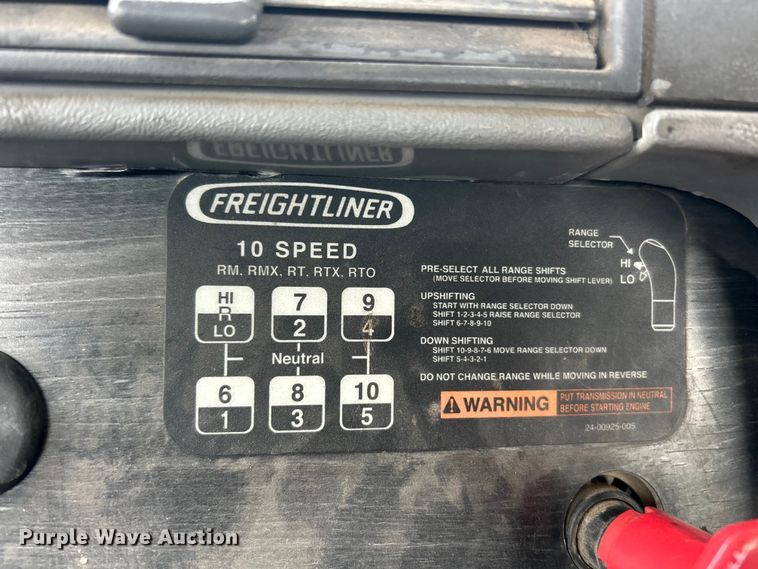 FREIGHTLINER
FREIGHTLINER
10 SPEED
RM, RMX, RT, RTX, RTO
HI
R
LO
7
2
9
4
Neutral
6
1
8
3
10
5
RANGE
SELECTOR
HI
LO
PRE-SELECT ALL RANGE SHIFTS
(MOVE SELECTOR BEFORE MOVING SHIFT LEVER)
UPSHIFTING
START WITH RANGE SELECTOR DOWN
SHIFT 1-2-3-4-5 RAISE RANGE SELECTOR
SHIFT 6-7-8-9-10
DOWN SHIFTING
SHIFT 10-9-8-7-6 MOVE RANGE SELECTOR DOWN
SHIFT 5-4-3-2-1
DO NOT CHANGE RANGE WHILE MOVING IN REVERSE
WARNING
PUT TRANSMISSION IN NEUTRAL
BEFORE STARTING ENGINE
24-00925-005
Purple Wave Auction